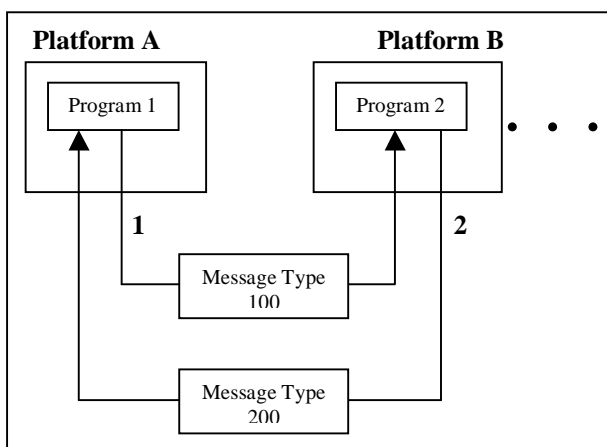 Platform A
Platform B
Program 1
Program 2
1
2
Message Type
100
Message Type
200